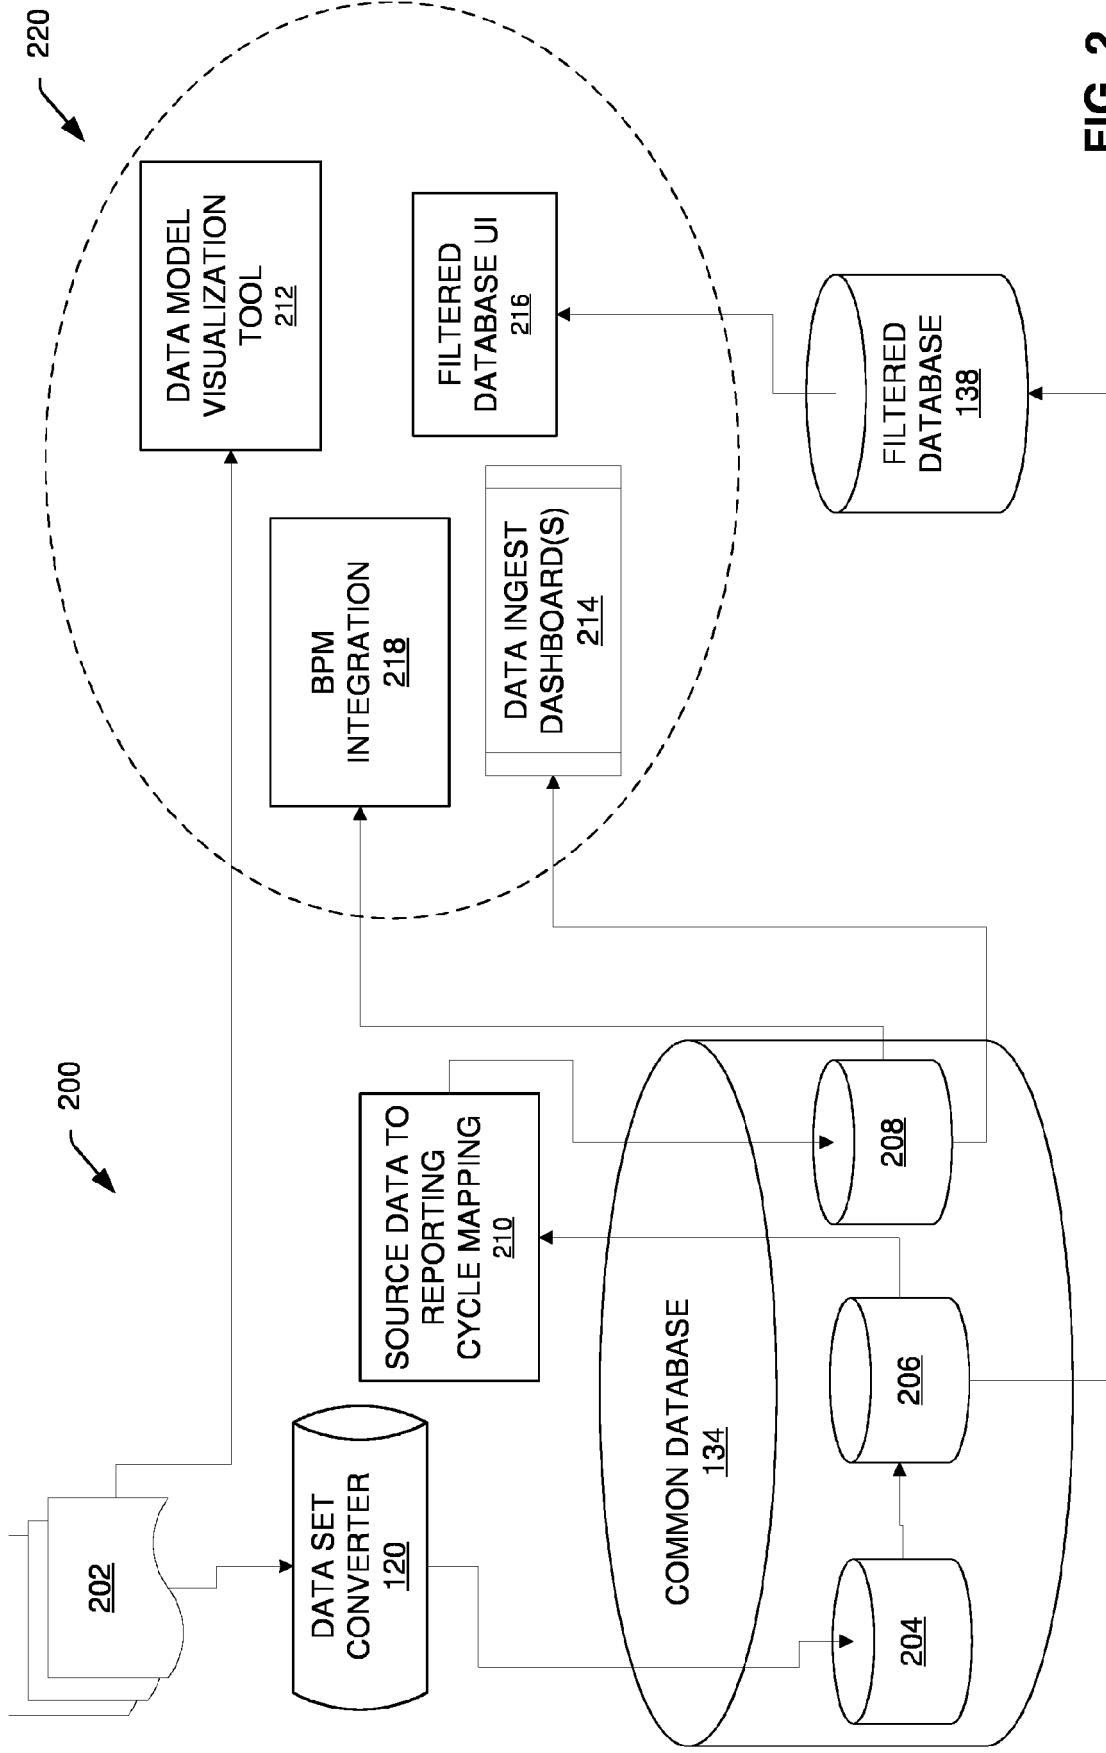 200
220
202
DATA SET
CONVERTER
120
SOURCE DATA TO
REPORTING
CYCLE MAPPING
210
COMMON DATABASE
134
204
206
208
DATA MODEL
VISUALIZATION
TOOL
212
BPM
INTEGRATION
218
FILTERED
DATABASE UI
216
DATA INGEST
DASHBOARD(S)
214
FILTERED
DATABASE
138
FIG. 2